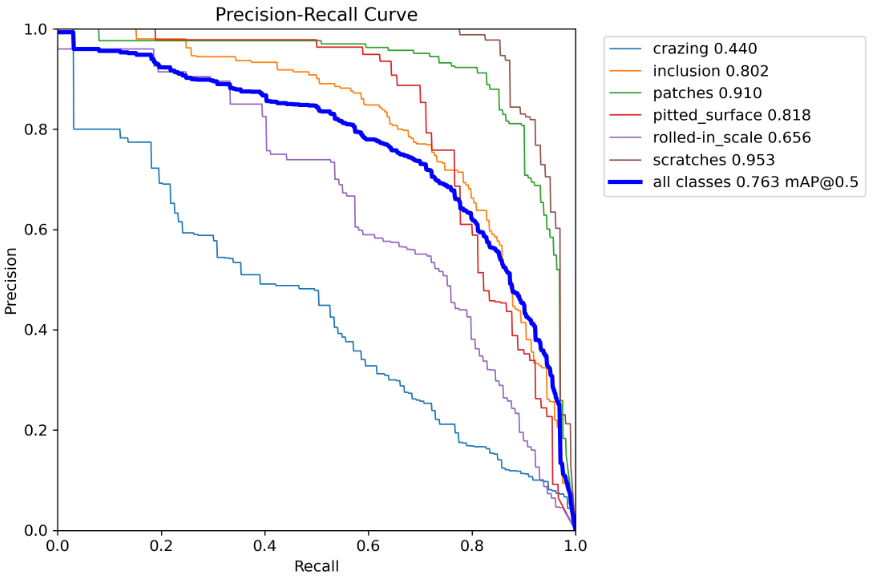 Precision-Recall Curve
1.0
0.8
0.6
0.4
0.2
0.0
Precision
0.0 0.2 0.4 0.6 0.8 1.0
Recall
crazing 0.440
inclusion 0.802
patches 0.910
pitted_surface 0.818
rolled-in_scale 0.656
scratches 0.953
all classes 0.763 mAP@0.5